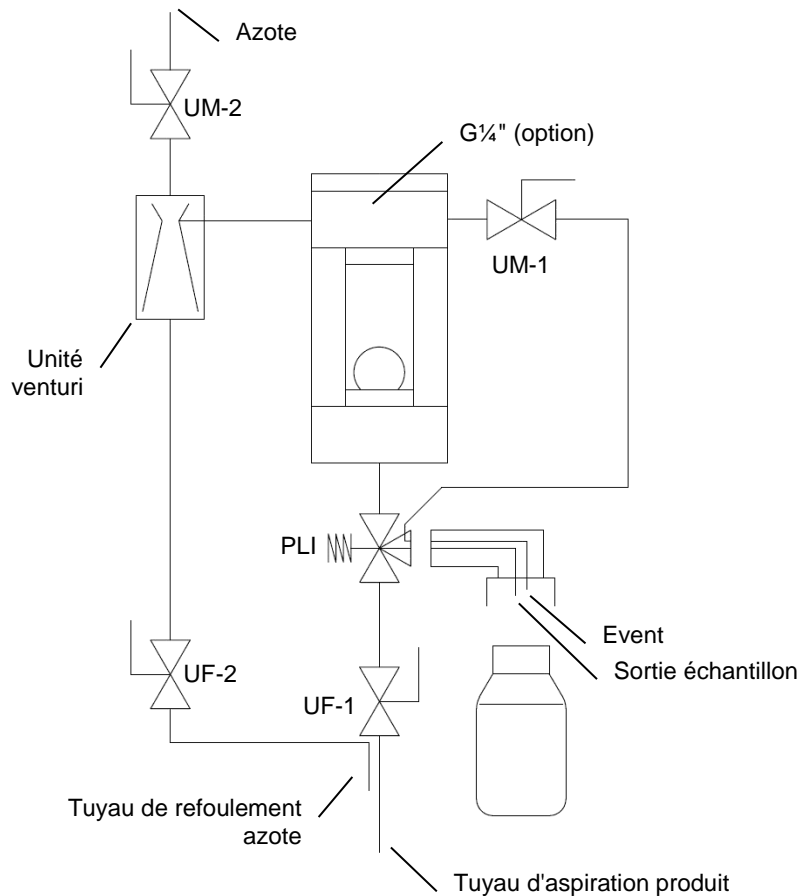 Azote
UM-2
G¼" (option)
UM-1
Unité
venturi
PLI
Event
Sortie échantillon
UF-2
UF-1
Tuyau de refoulement
azote
Tuyau d'aspiration produit